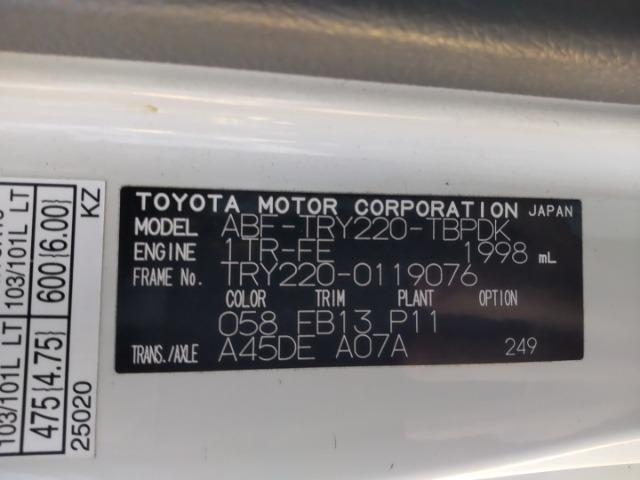 TOYOTA MOTOR CORPORATION JAPAN
MODEL ABF-TRY220-TBPDK
ENGINE 1TR-FE 1998 mL
FRAME No. TRY220-0119076
COLOR TRIM PLANT OPTION
058 FB13 P11
TRANS./AXLE A45DE A07A 249
103/101L LT 103/101L LT
475{4.75} 600{6.00}
25020 KZ